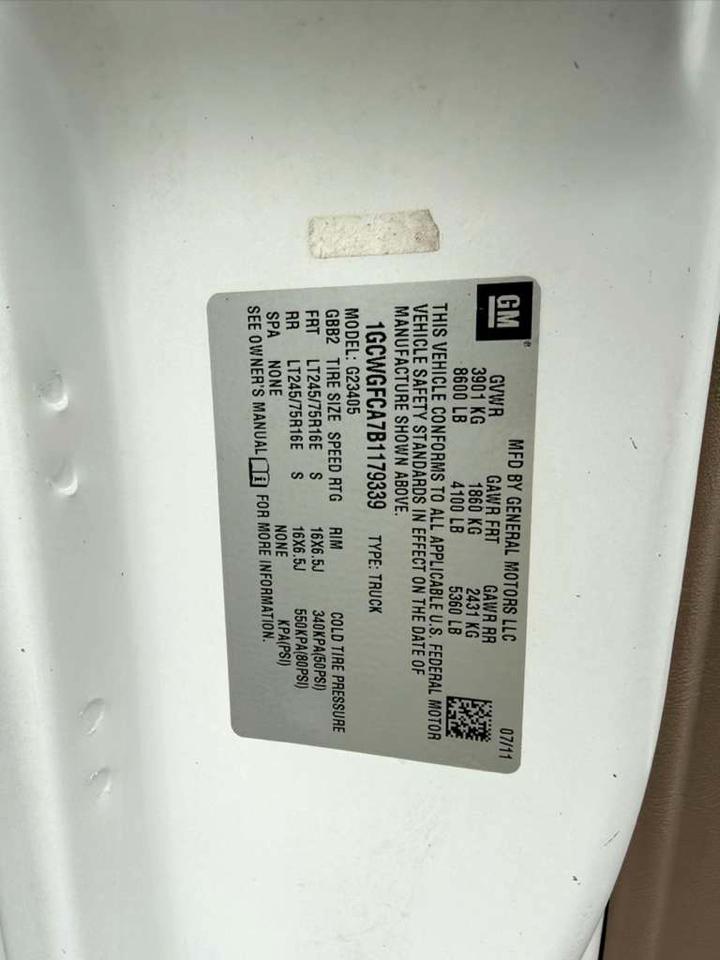 GM
MFD BY GENERAL MOTORS LLC 07/11
GVWR GAWR FRT GAWR RR
3901 KG 1860 KG 2431 KG
8600 LB 4100 LB 5360 LB
THIS VEHICLE CONFORMS TO ALL APPLICABLE U.S. FEDERAL MOTOR
VEHICLE SAFETY STANDARDS IN EFFECT ON THE DATE OF
MANUFACTURE SHOWN ABOVE.
1GCWGFCA7B1179339 TYPE: TRUCK
MODEL: G23405
GBB2 TIRE SIZE SPEED RTG RIM COLD TIRE PRESSURE
FRT LT245/75R16E S 16X6.5J 340KPA(50PSI)
RR LT245/75R16E S 16X6.5J 550KPA(80PSI)
SPA NONE NONE KPA(PSI)
SEE OWNER'S MANUAL i FOR MORE INFORMATION.